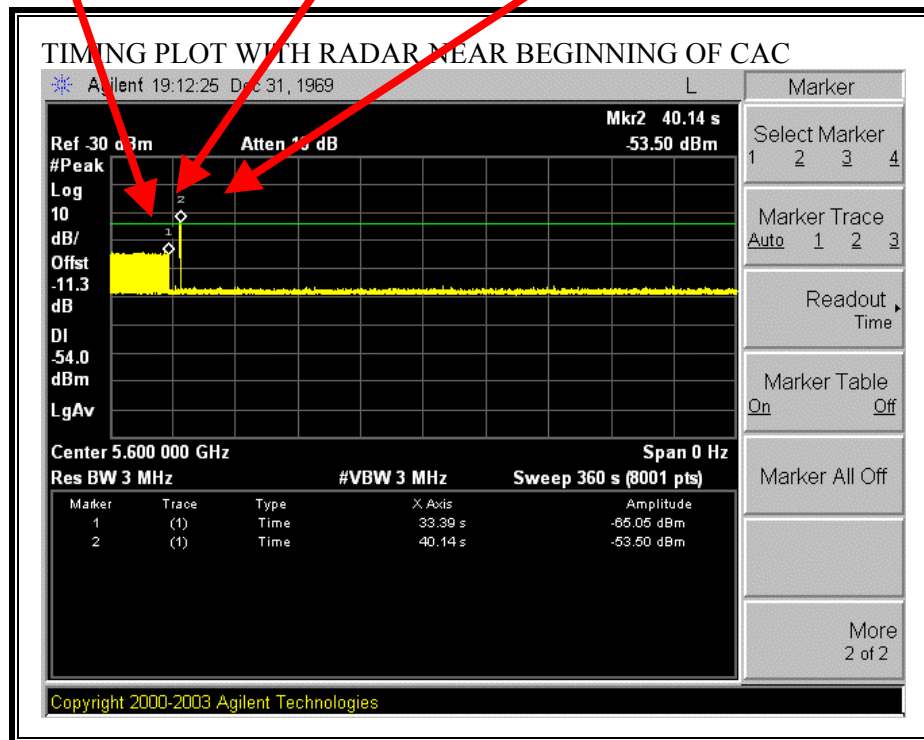 TIMING PLOT WITH RADAR NEAR BEGINNING OF CAC
Agilent 19:12:25 Dec 31, 1969 L
Marker
Mkr2 40.14 s
Ref -30 dBm Atten 10 dB -53.50 dBm
#Peak
Log
10
dB/
Offst
-11.3
dB
DI
-54.0
dBm
LgAv
1
2
Center 5.600 000 GHz Span 0 Hz
Res BW 3 MHz #VBW 3 MHz Sweep 360 s (8001 pts)
Marker Trace Type X Axis Amplitude
1 (1) Time 33.39 s -65.05 dBm
2 (1) Time 40.14 s -53.50 dBm
Select Marker
1 2 3 4
Marker Trace
Auto 1 2 3
Readout
Time
Marker Table
On Off
Marker All Off
More
2 of 2
Copyright 2000-2003 Agilent Technologies